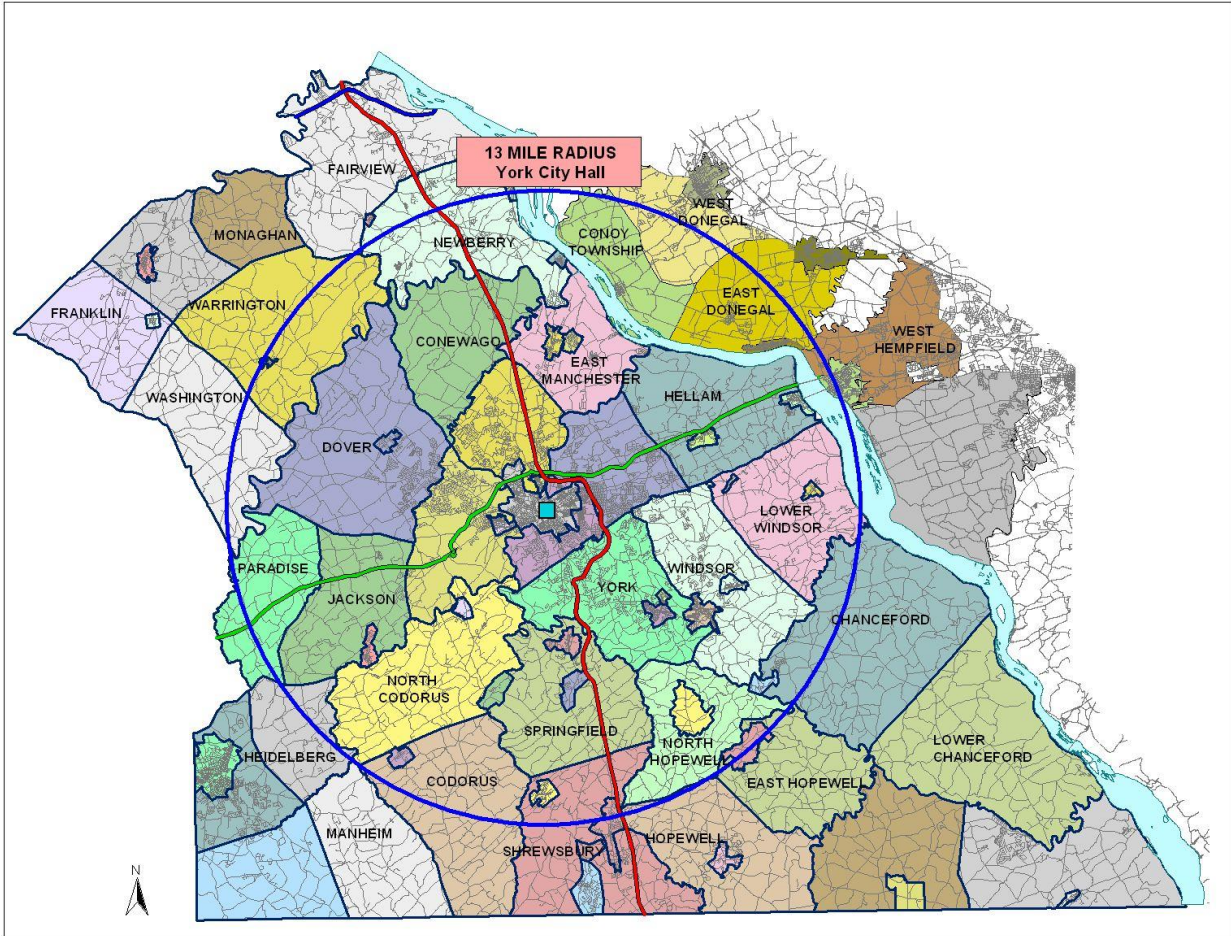 13 MILE RADIUS
York City Hall
FAIRVIEW
MONAGHAN
NEWBERRY
CONOY
TOWNSHIP
WEST
DONEGAL
FRANKLIN
WARRINGTON
EAST
DONEGAL
WEST
HEMPFIELD
CONEWAGO
EAST
MANCHESTER
WASHINGTON
HELLAM
DOVER
LOWER
WINDSOR
PARADISE
JACKSON
YORK
WINDSOR
CHANCEFORD
NORTH
CODORUS
SPRINGFIELD
NORTH
HOPEWELL
HEIDELBERG
CODORUS
EAST HOPEWELL
LOWER
CHANCEFORD
MANHEIM
SHREWSBURY
HOPEWELL
N